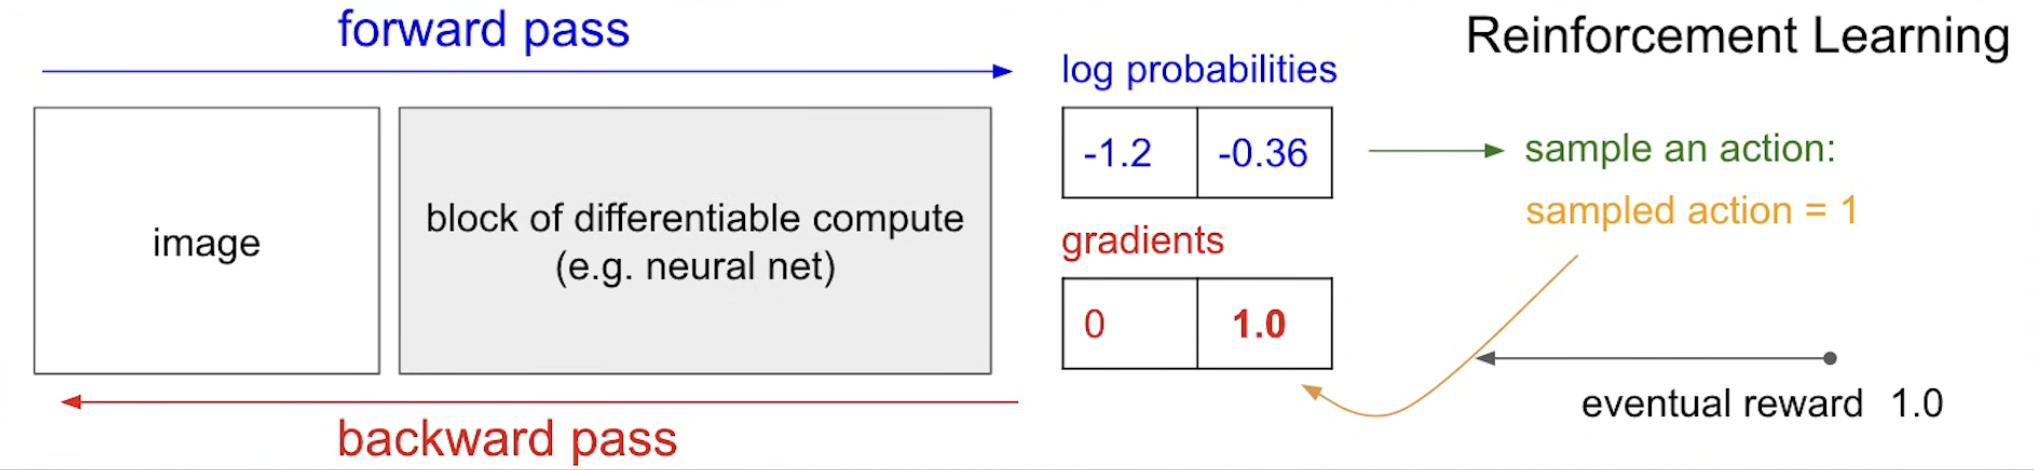 forward pass
Reinforcement Learning
log probabilities
image
block of differentiable compute
(e.g. neural net)
-1.2 -0.36
sample an action:
sampled action = 1
gradients
0 1.0
eventual reward 1.0
backward pass